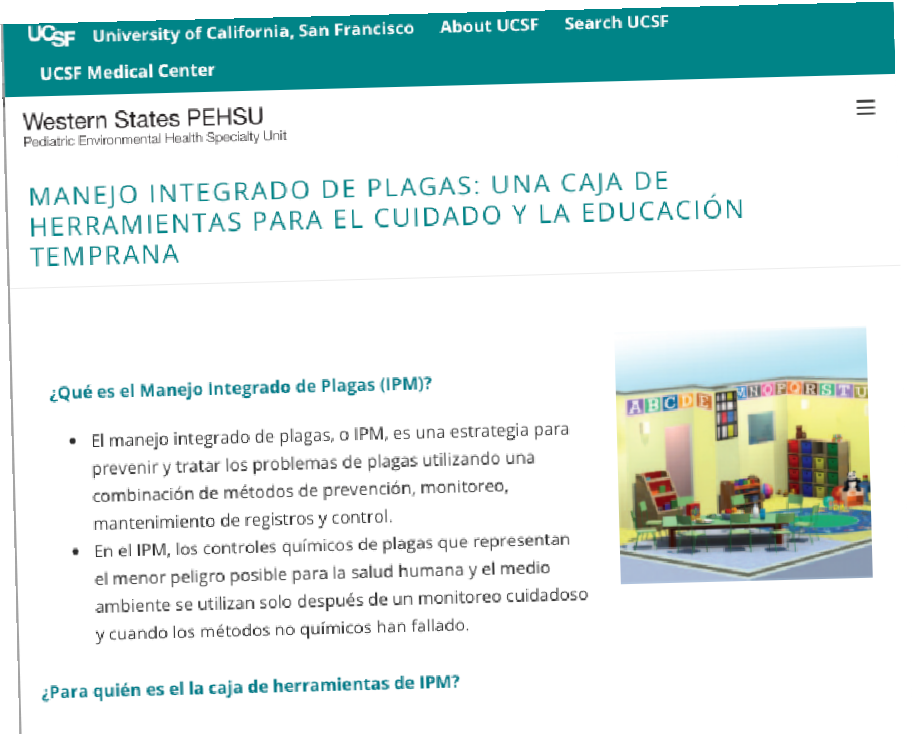 UCSF University of California, San Francisco About UCSF Search UCSF
UCSF Medical Center
Western States PEHSU
Pediatric Environmental Health Specialty Unit
MANEJO INTEGRADO DE PLAGAS: UNA CAJA DE
HERRAMIENTAS PARA EL CUIDADO Y LA EDUCACIÓN
TEMPRANA
¿Qué es el Manejo Integrado de Plagas (IPM)?
A B C D E M N O P Q R S T U
• El manejo integrado de plagas, o IPM, es una estrategia para
prevenir y tratar los problemas de plagas utilizando una
combinación de métodos de prevención, monitoreo,
mantenimiento de registros y control.
• En el IPM, los controles químicos de plagas que representan
el menor peligro posible para la salud humana y el medio
ambiente se utilizan solo después de un monitoreo cuidadoso
y cuando los métodos no químicos han fallado.
¿Para quién es el la caja de herramientas de IPM?